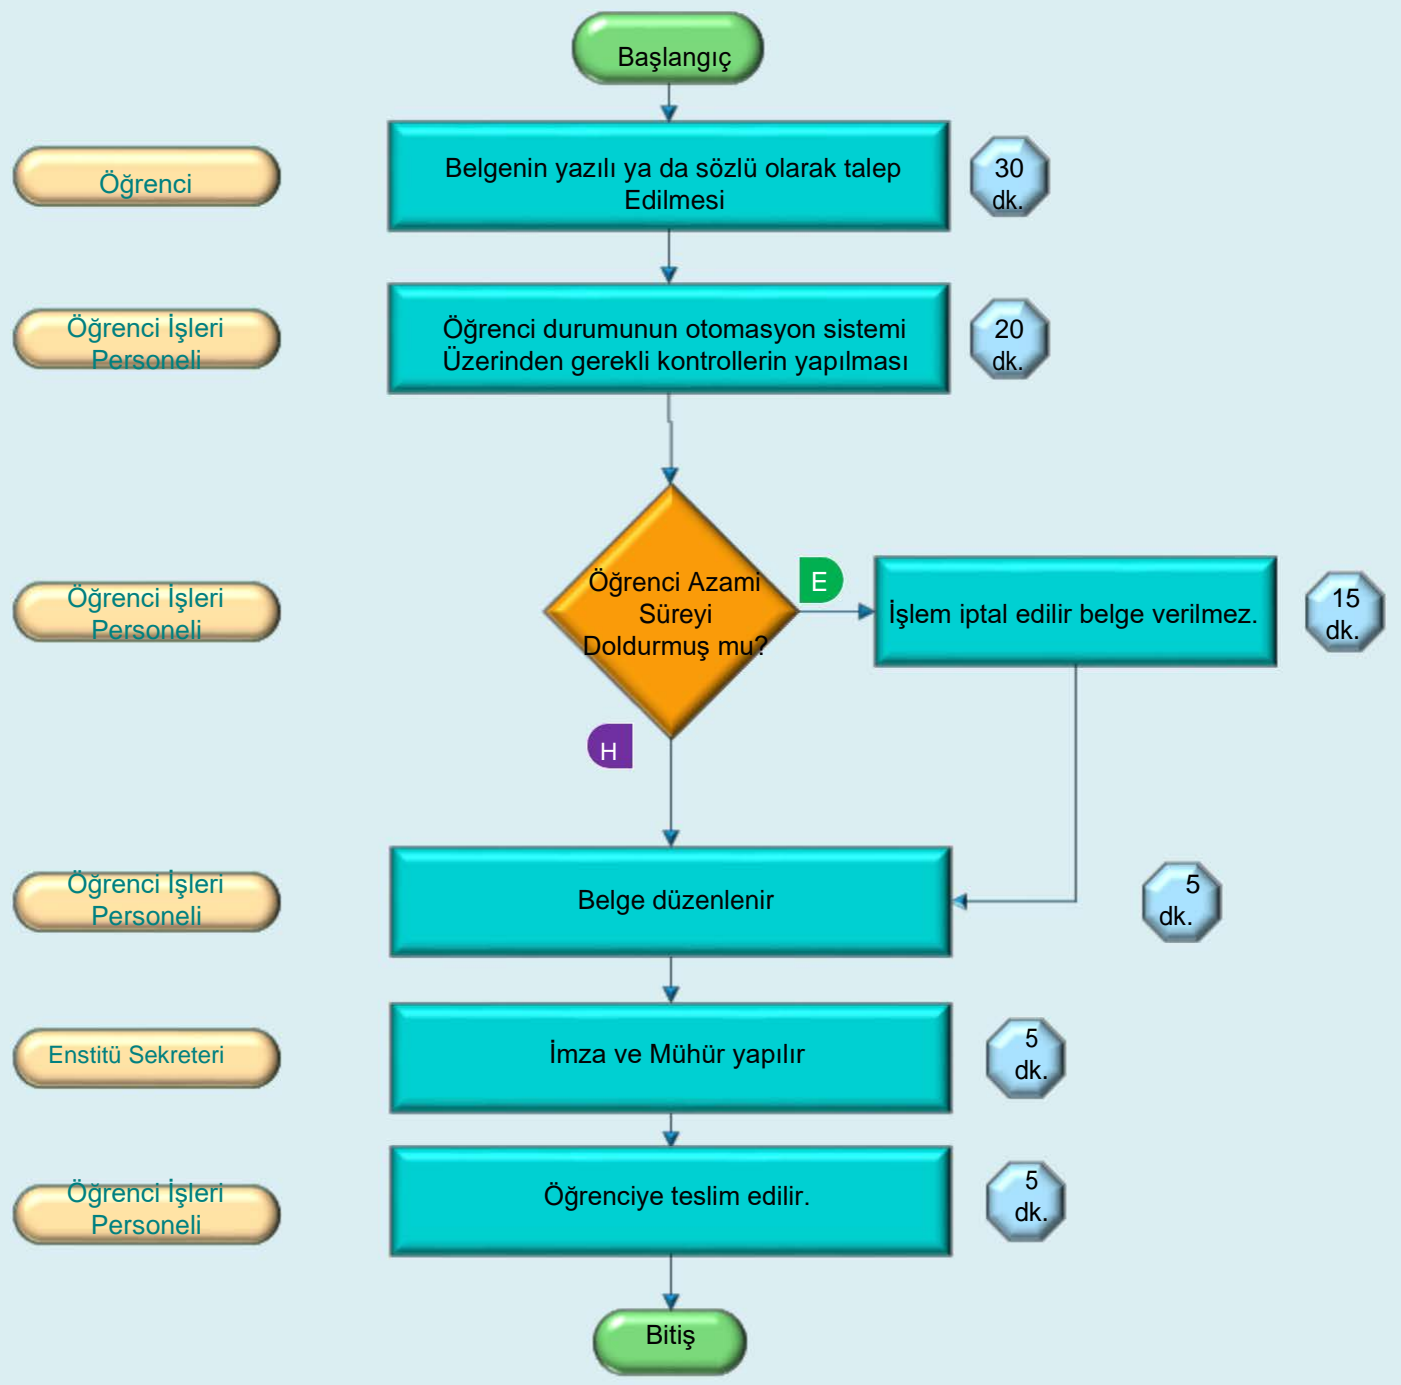 Başlangıç
Öğrenci
Belgenin yazılı ya da sözlü olarak talep
Edilmesi
30
dk.
Öğrenci İşleri
Personeli
Öğrenci durumunun otomasyon sistemi
Üzerinden gerekli kontrollerin yapılması
20
dk.
Öğrenci İşleri
Personeli
Öğrenci Azami
Süreyi
Doldurmuş mu?
E
İşlem iptal edilir belge verilmez.
15
dk.
H
Öğrenci İşleri
Personeli
Belge düzenlenir
5
dk.
Enstitü Sekreteri
İmza ve Mühür yapılır
5
dk.
Öğrenci İşleri
Personeli
Öğrenciye teslim edilir.
5
dk.
Bitiş